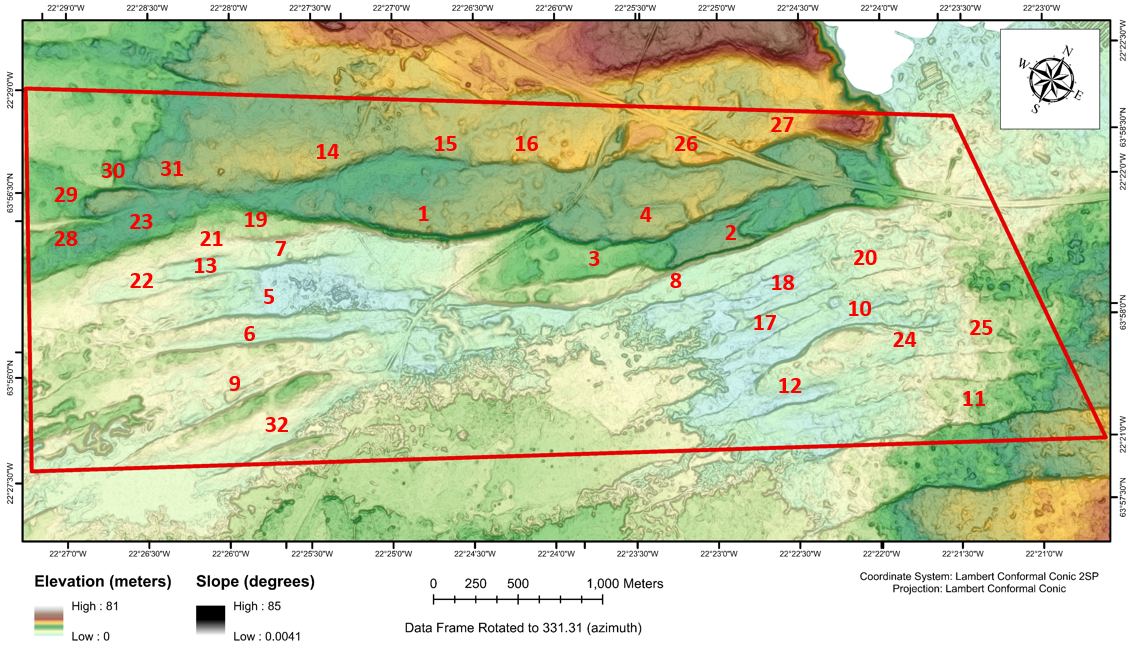 22°29'0"W 22°28'30"W 22°28'0"W 22°27'0"W 22°26'30"W 22°26'0"W 22°25'30"W 22°25'0"W 22°24'30"W 22°24'0"W 22°23'30"W 22°23'0"W
22°22'30"W
N
W
E
S
22°29'0"W
27
63°58'30"N
14 15 16 26
30 31
22°22'0"W
29
63°56'30"N
23 19 1 4
28 21 7 2
13 3 20
22 8 18
5
10
63°58'0"N
6 17 25
24
63°56'0"N
9 12
11
32
22°21'0"W
22°27'30"W
63°57'30"N
22°27'0"W 22°26'30"W 22°26'0"W 22°25'30"W 22°25'0"W 22°24'30"W 22°24'0"W 22°23'30"W 22°23'0"W 22°22'30"W 22°22'0"W 22°21'30"W 22°21'0"W
Elevation (meters)
High : 81
Low : 0
Slope (degrees)
High : 85
Low : 0.0041
0 250 500 1,000 Meters
Data Frame Rotated to 331.31 (azimuth)
Coordinate System: Lambert Conformal Conic 2SP
Projection: Lambert Conformal Conic